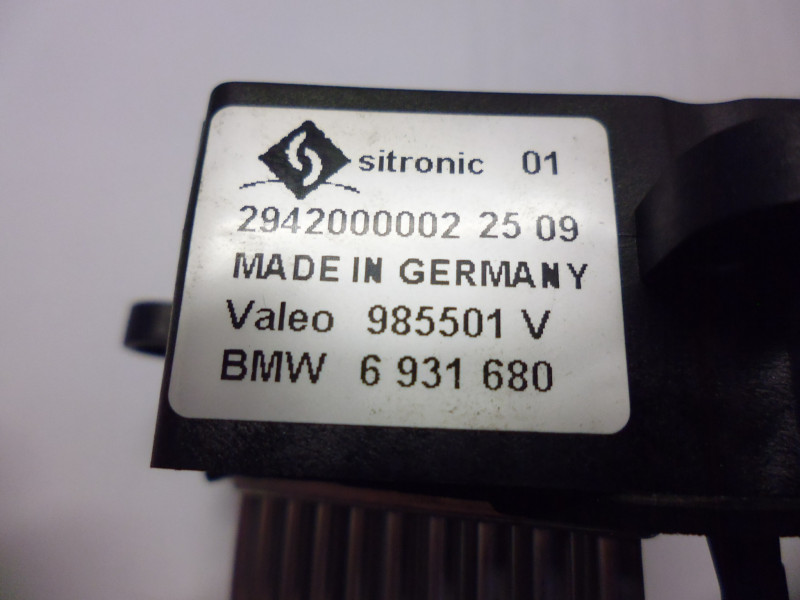 sitronic 01
2942000002 25 09
MADE IN GERMANY
Valeo 985501 V
BMW 6 931 680